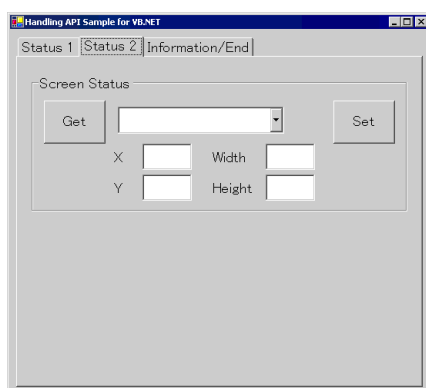 Handling API Sample for VB.NET
Status 1 Status 2 Information/End
Screen Status
Get Set
X Width
Y Height